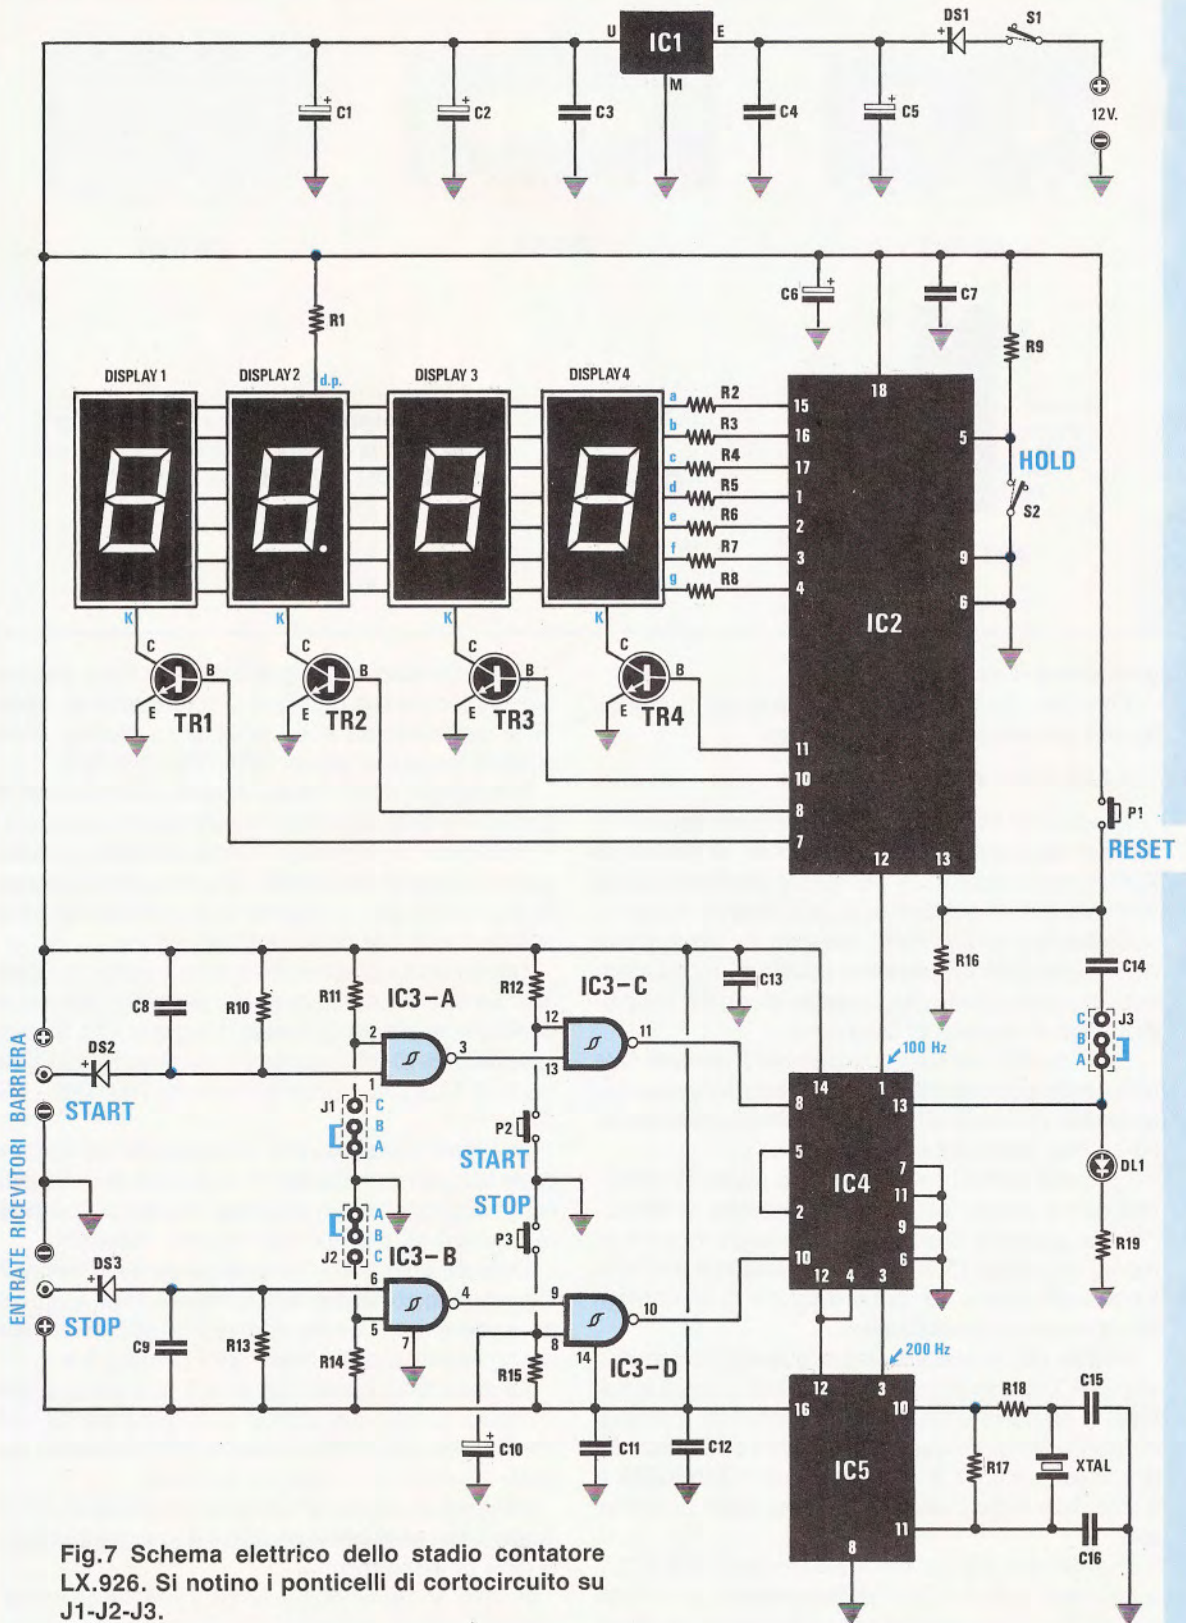 U IC1 E DS1 S1
M
C1 C2 C3 C4 C5 12V.
R1 C6 C7 R9
DISPLAY 1 DISPLAY 2 d.p. DISPLAY 3 DISPLAY 4
a R2 15 18
b R3 16 5
c R4 17 HOLD
d R5 1 S2
e R6 2
f R7 3 9
g R8 4 6
IC2
K K K K
C B C B C B C B
E E E E
TR1 TR2 TR3 TR4
11
10
8
7
12 13
P1
RESET
R16 C14
C8 R10 R11 IC3-A R12 IC3-C C13
C J3
B
A
2 3 12 11
1 13
DS2
100 Hz
14 1
8 13
START
J1 C
B
A
P2
START
5 7
IC4 11
2 9
10 6
12 4 3
DL1
R19
ENTRATE RICEVITORI BARRIERA
STOP
P3
A
B
J2 C IC3-B
DS3
6 4 9 10
5 7 8 14
STOP
C9 R13 R14 R15 IC3-D
200 Hz
12 3
16 10
IC5
11
8
R18 C15
R17 XTAL
C16
C10 C11 C12
Fig.7 Schema elettrico dello stadio contatore
LX.926. Si notino i ponticelli di cortocircuito su
J1-J2-J3.